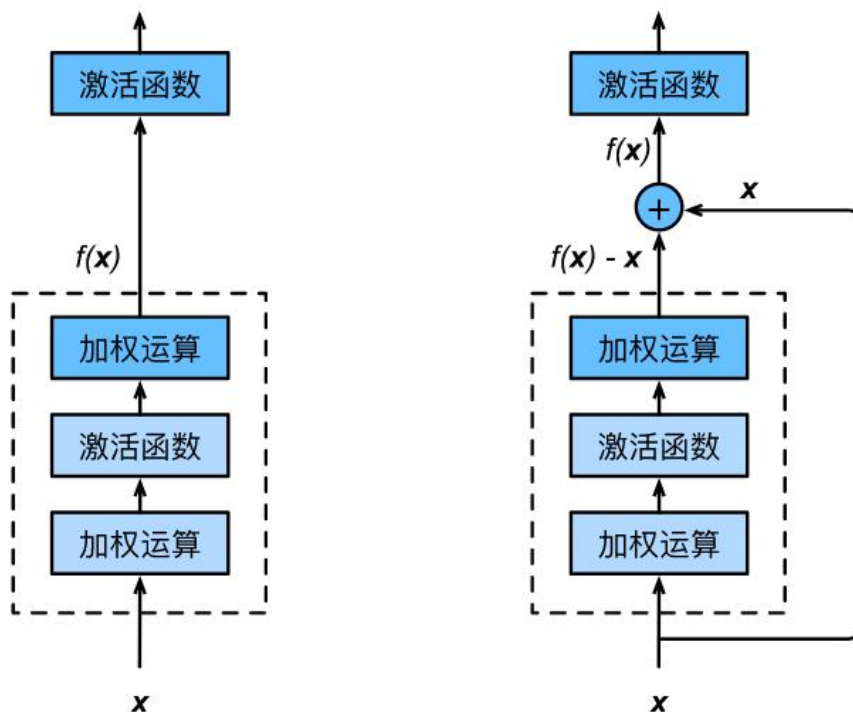 激活函数
f(x)
加权运算
激活函数
加权运算
x
激活函数
f(x)
x
+
f(x) - x
加权运算
激活函数
加权运算
x